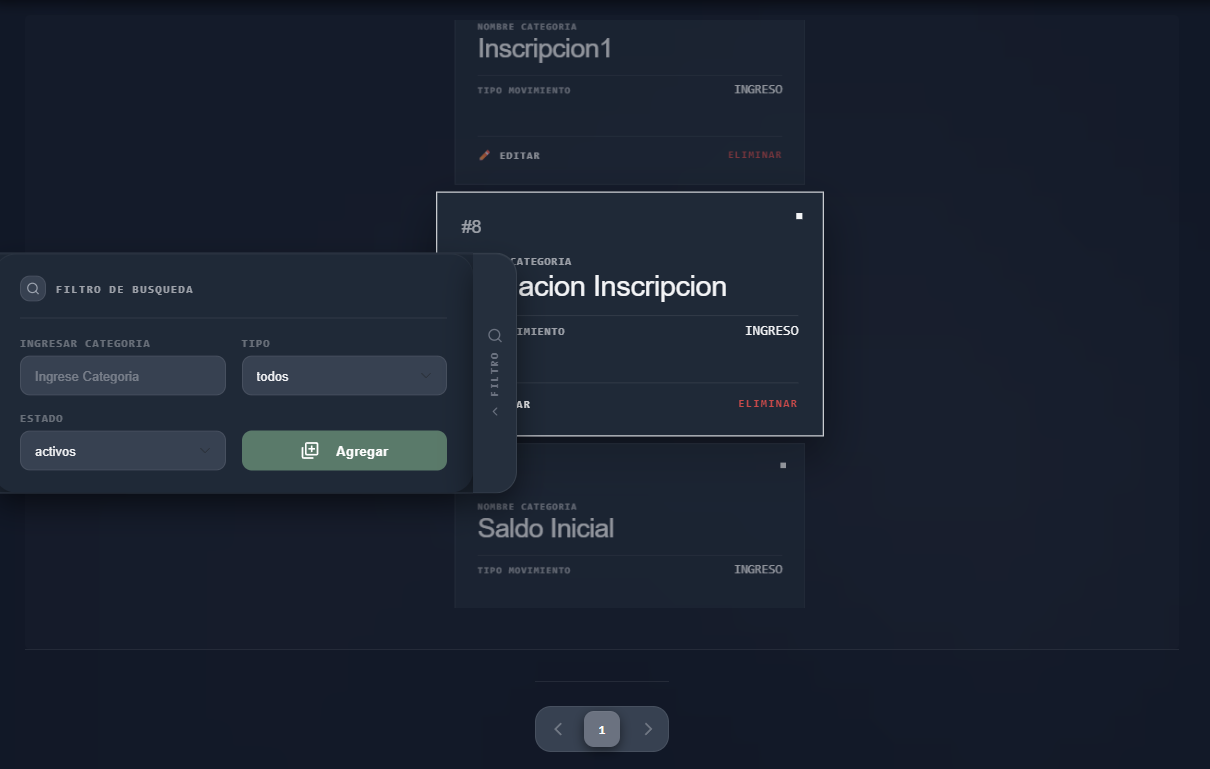 NOMBRE CATEGORIA
Inscripcion1
TIPO MOVIMIENTO INGRESO
EDITAR ELIMINAR
#8
CATEGORIA
acion Inscripcion
IMIENTO INGRESO
AR ELIMINAR
FILTRO DE BUSQUEDA
INGRESAR CATEGORIA TIPO
Ingrese Categoria todos
ESTADO
activos Agregar
FILTRO
NOMBRE CATEGORIA
Saldo Inicial
TIPO MOVIMIENTO INGRESO
1